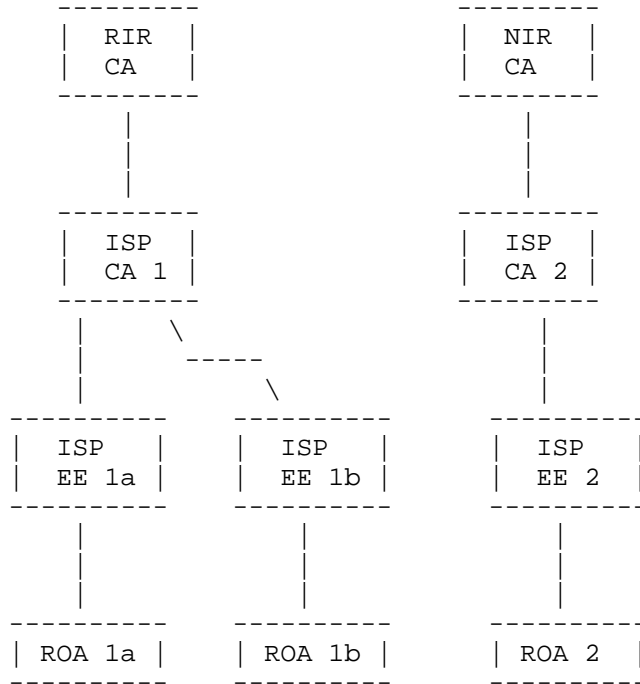 RIR NIR
CA CA
ISP ISP
CA 1 CA 2
ISP ISP ISP
EE 1a EE 1b EE 2
ROA 1a ROA 1b ROA 2